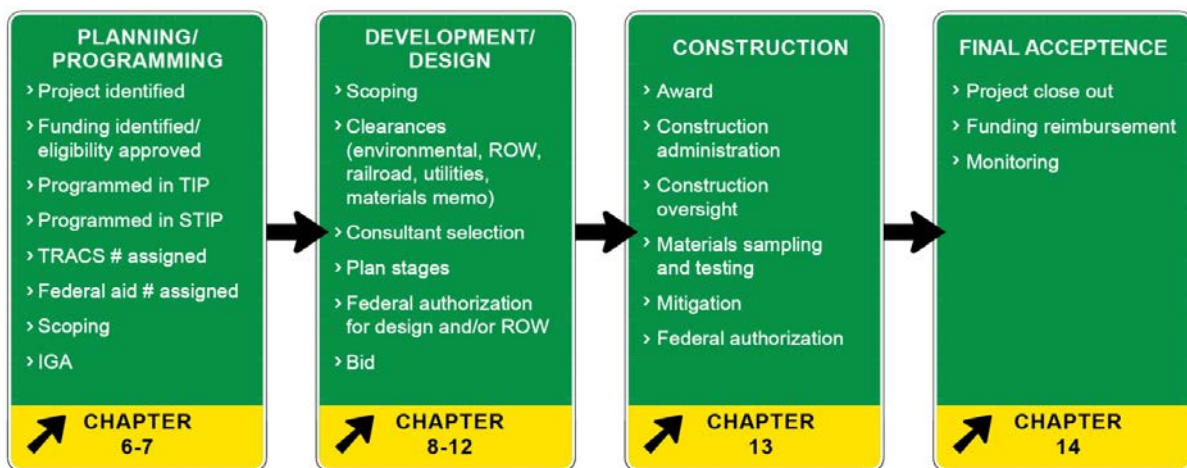 PLANNING/
PROGRAMMING
› Project identified
› Funding identified/
eligibility approved
› Programmed in TIP
› Programmed in STIP
› TRACS # assigned
› Federal aid # assigned
› Scoping
› IGA
CHAPTER
6-7
DEVELOPMENT/
DESIGN
› Scoping
› Clearances
(environmental, ROW,
railroad, utilities,
materials memo)
› Consultant selection
› Plan stages
› Federal authorization
for design and/or ROW
› Bid
CHAPTER
8-12
CONSTRUCTION
› Award
› Construction
administration
› Construction
oversight
› Materials sampling
and testing
› Mitigation
› Federal authorization
CHAPTER
13
FINAL ACCEPTENCE
› Project close out
› Funding reimbursement
› Monitoring
CHAPTER
14